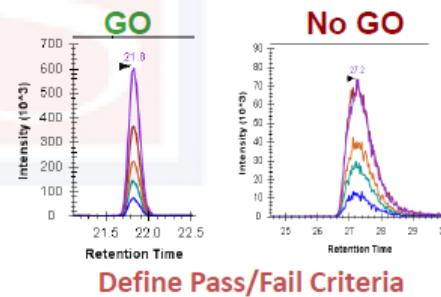 GO
No GO
700
600
500
400
300
200
100
0
Intensity (10^3)
21.8
21.5 22.0 22.5
Retention Time
90
80
70
60
50
40
30
20
10
0
Intensity (10^3)
27.2
25 26 27 28 29
Retention Time
Define Pass/Fail Criteria